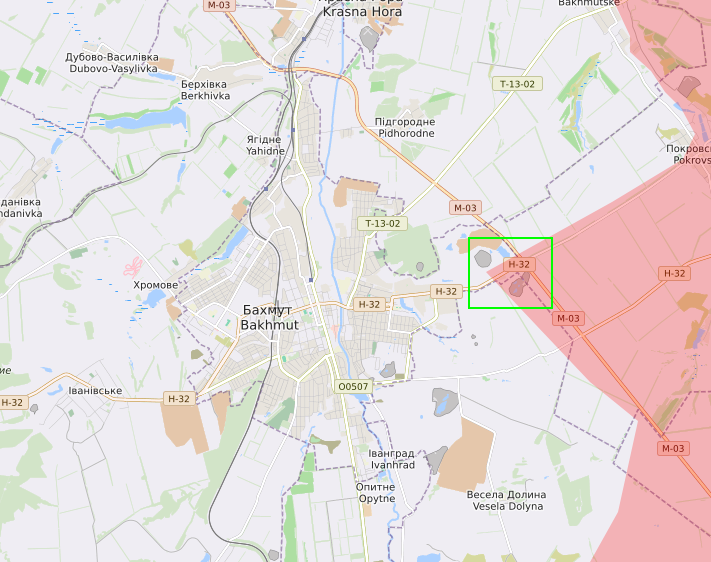 М-03
Krasna Hora
Bakhmutske
Дубово-Василівка
Dubovo-Vasylivka
Берхівка
Berkhivka
Т-13-02
Підгородне
Pidhorodne
Ягідне
Yahidne
Покровс
Pokrovs
данівка
ndanivka
М-03
Т-13-02
Н-32
Н-32
Хромове
Н-32
Н-32
Бахмут
Bakhmut
М-03
О0507
Іванівське
Н-32
Н-32
М-03
Іванград
Ivanhrad
Опитне
Opytne
Весела Долина
Vesela Dolyna